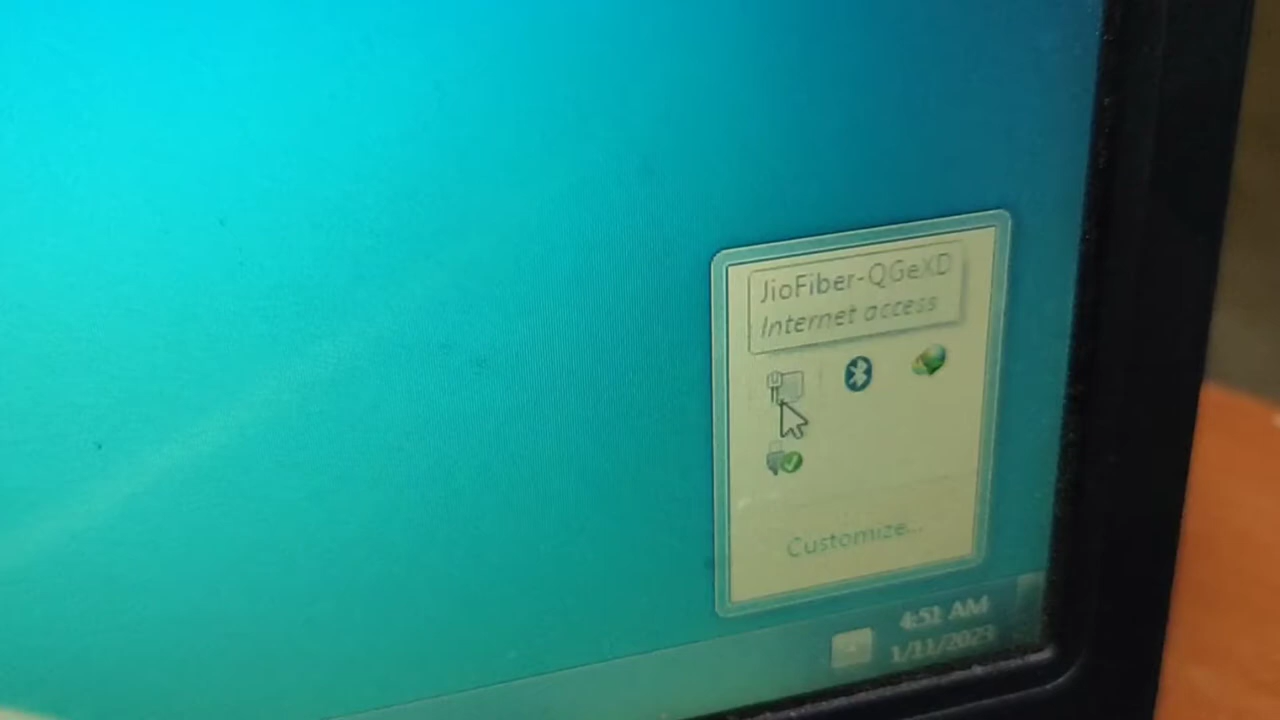 JioFiber-QGeXD
Internet access
Customize...
4:51 AM
1/11/2023